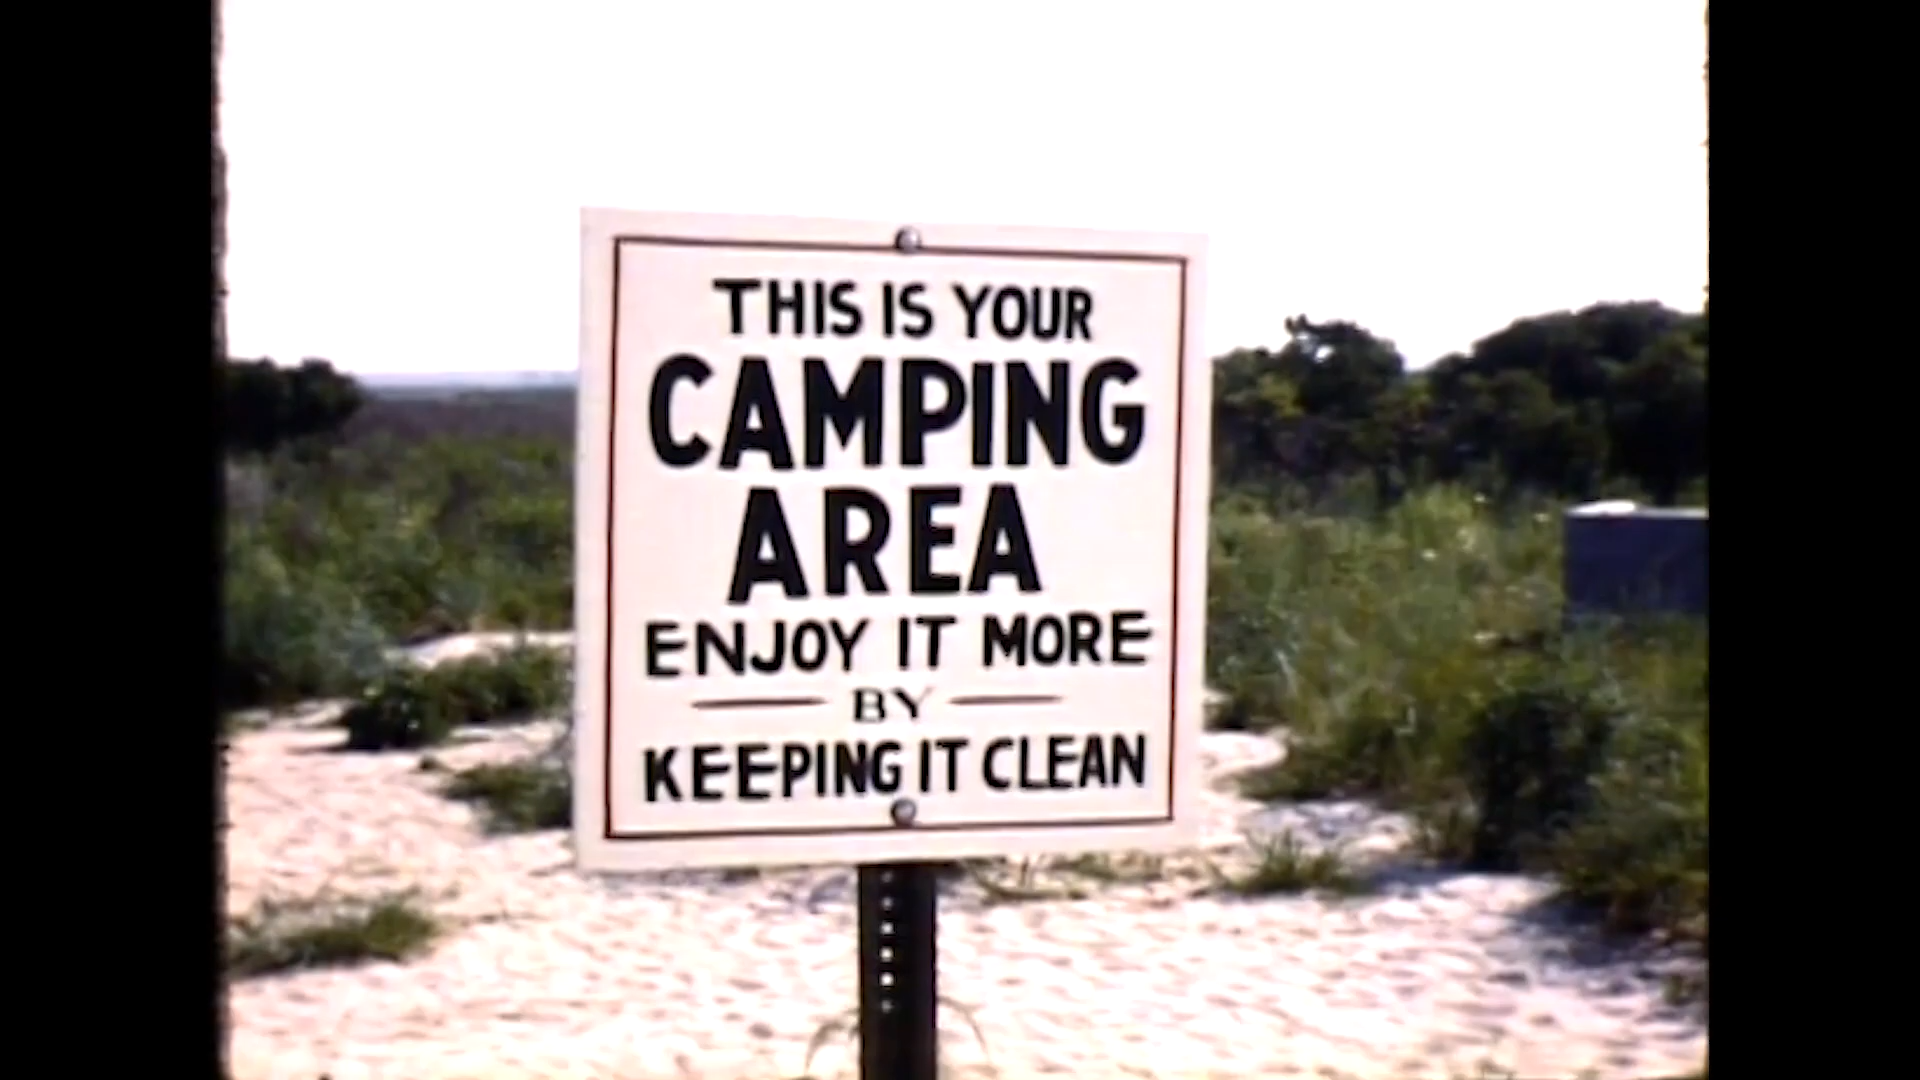 THIS IS YOUR
CAMPING
AREA
ENJOY IT MORE
BY
KEEPING IT CLEAN